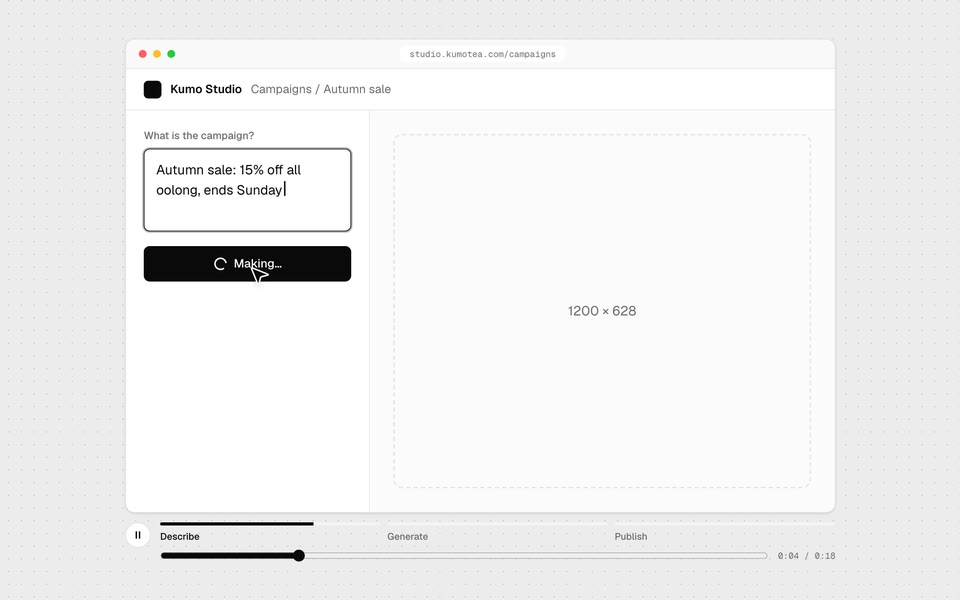 studio.kumotea.com/campaigns
Kumo Studio Campaigns / Autumn sale
What is the campaign?
Autumn sale: 15% off all
oolong, ends Sunday
Making...
1200 × 628
Describe
Generate
Publish
0:04 / 0:18